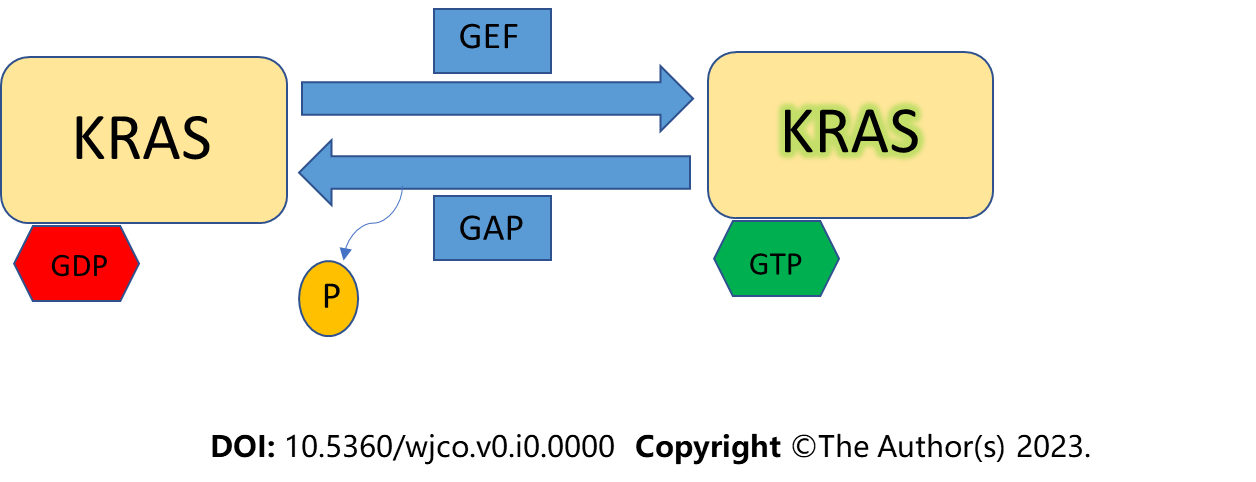 GEF
KRAS
KRAS
GAP
GDP
GTP
P
DOI: 10.5360/wjco.v0.i0.0000 Copyright ©The Author(s) 2023.